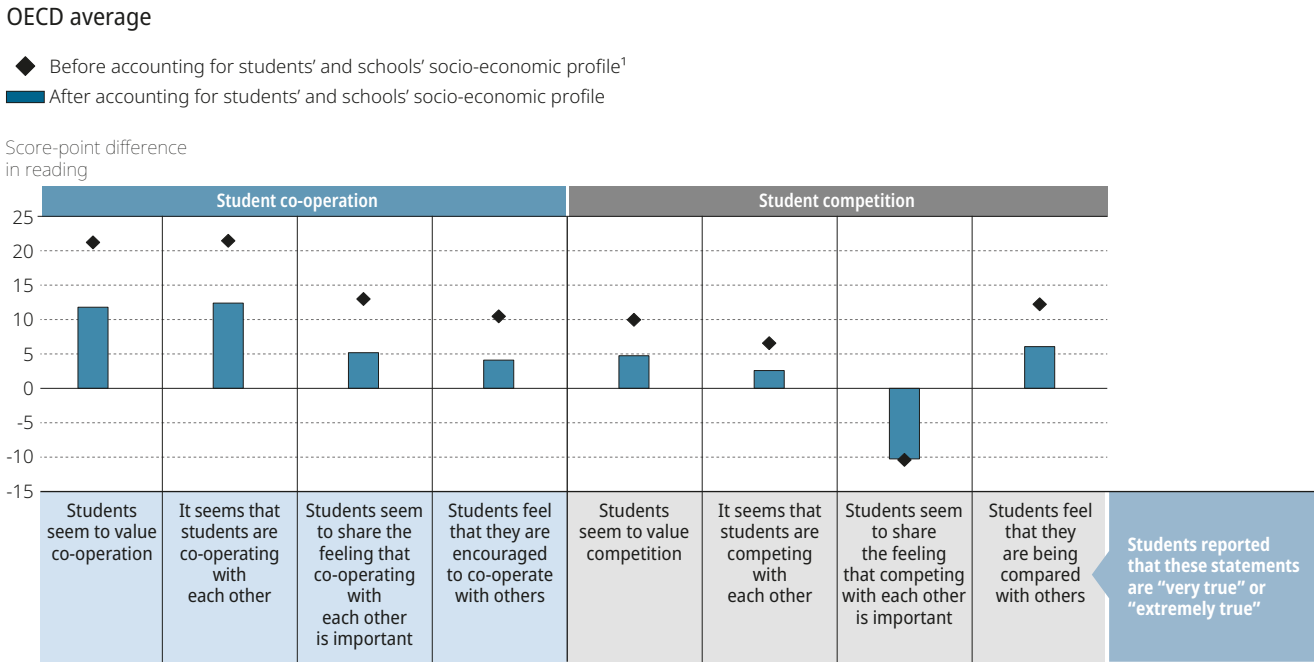 OECD average
Before accounting for students’ and schools’ socio-economic profile¹
After accounting for students’ and schools’ socio-economic profile
Score-point difference
in reading
Student co-operation
Student competition
25
20
15
10
5
0
-5
-10
-15
Students
seem to value
co-operation
It seems that
students are
co-operating
with
each other
Students seem
to share the
feeling that
co-operating
with
each other
is important
Students feel
that they are
encouraged
to co-operate
with others
Students
seem to value
competition
It seems that
students are
competing
with
each other
Students seem
to share
the feeling
that competing
with each other
is important
Students feel
that they
are being
compared
with others
Students reported
that these statements
are “very true” or
“extremely true”